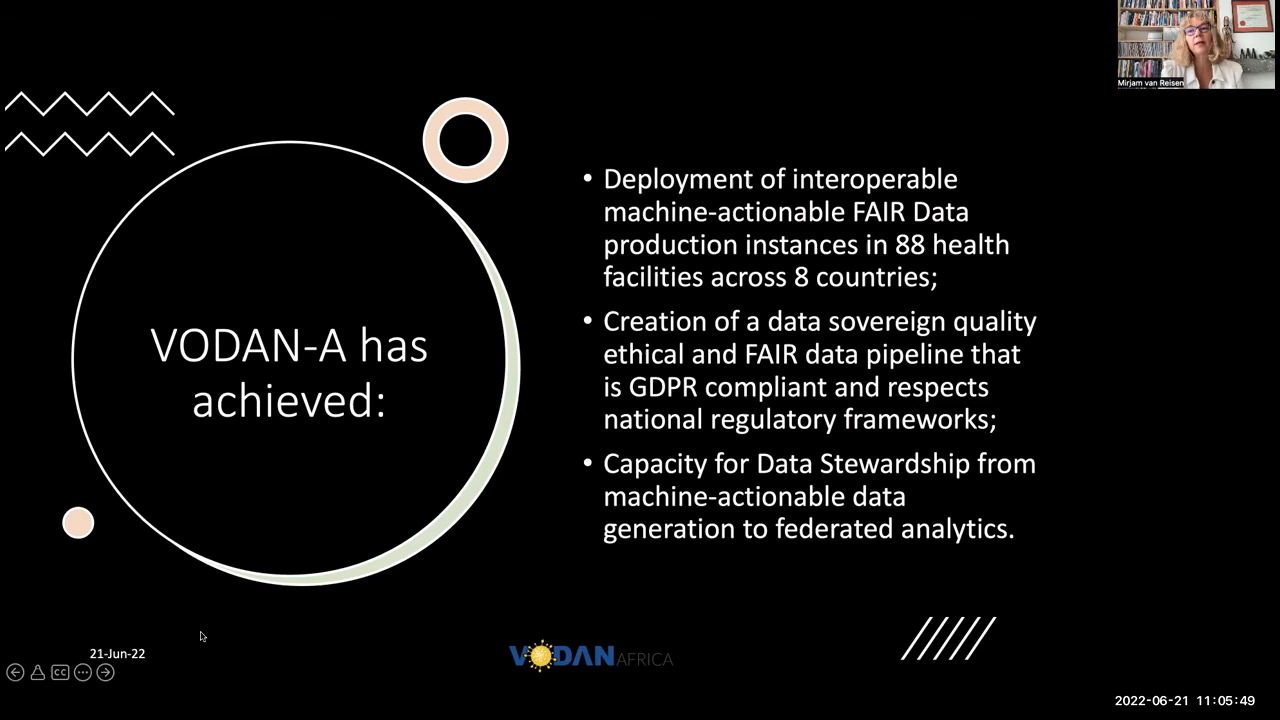 Mirjam van Reisen
VODAN-A has
achieved:
• Deployment of interoperable
machine-actionable FAIR Data
production instances in 88 health
facilities across 8 countries;
• Creation of a data sovereign quality
ethical and FAIR data pipeline that
is GDPR compliant and respects
national regulatory frameworks;
• Capacity for Data Stewardship from
machine-actionable data
generation to federated analytics.
21-Jun-22
CC
VODAN AFRICA
2022-06-21 11:05:49